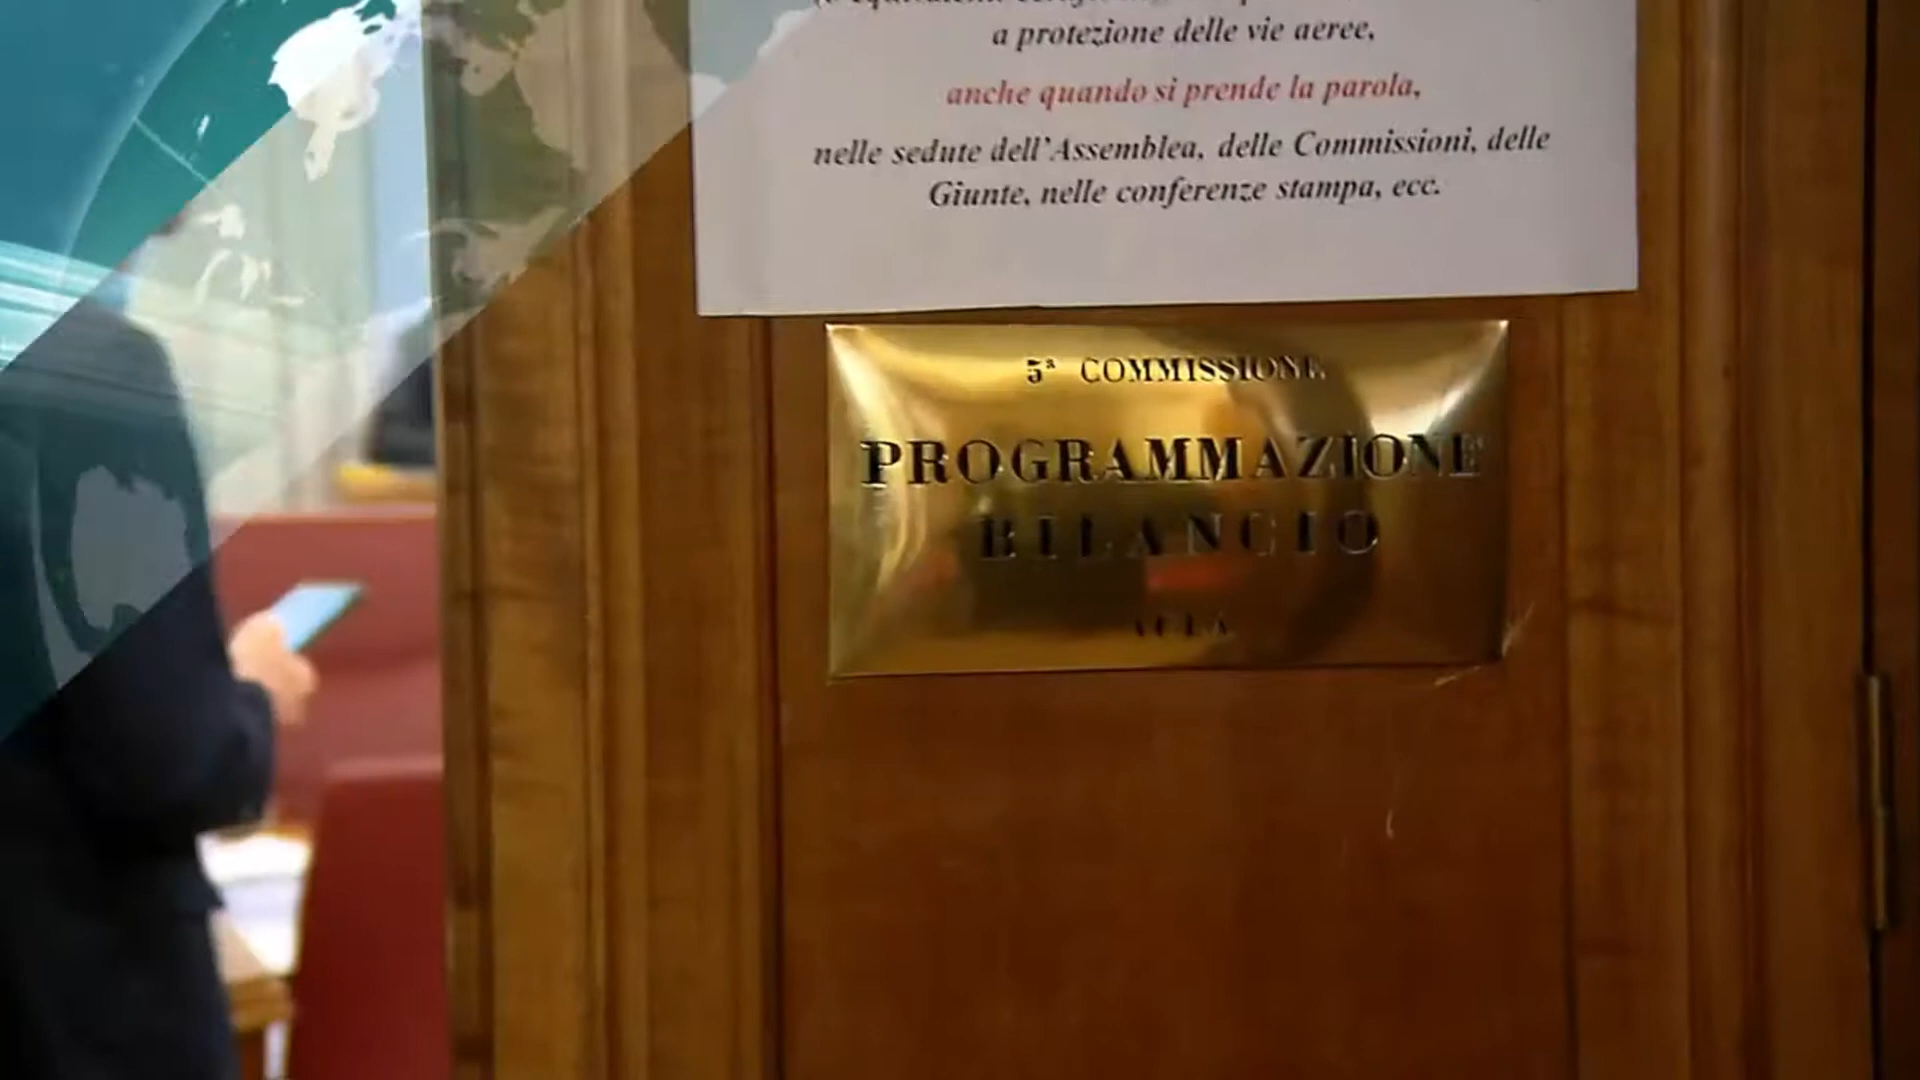 a protezione delle vie aeree,
anche quando si prende la parola,
nelle sedute dell'Assemblea, delle Commissioni, delle
Giunte, nelle conferenze stampa, ecc.
5ª COMMISSIONE
PROGRAMMAZIONE
BILANCIO
AULA